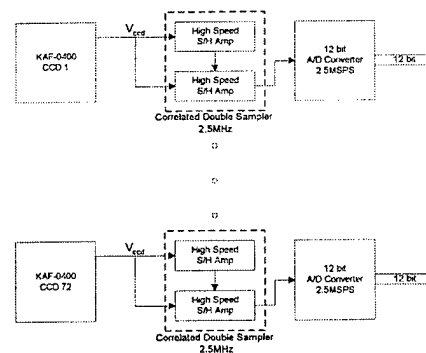 V ccd
KAF-0400
CCD 1
High Speed
S/H Amp
High Speed
S/H Amp
Correlated Double Sampler
2.5MHz
12 bit
A/D Converter
2.5MSPS
12 bit
V ccd
KAF-0400
CCD 72
High Speed
S/H Amp
High Speed
S/H Amp
Correlated Double Sampler
2.5MHz
12 bit
A/D Converter
2.5MSPS
12 bit